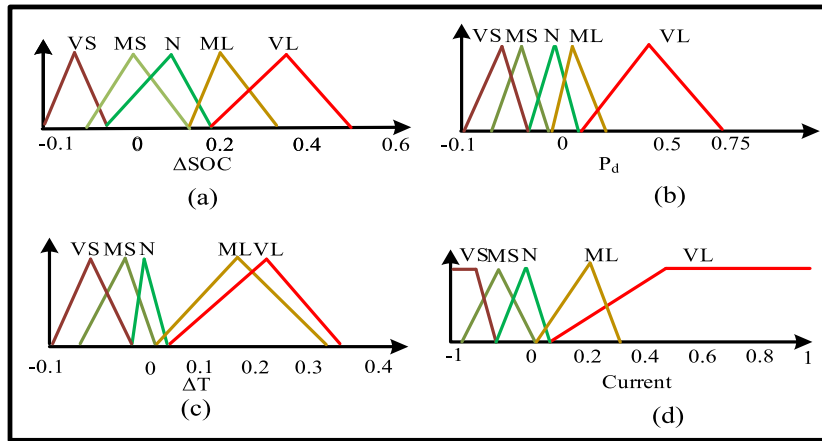 VS MS N ML VL
-0.1 0 0.2 0.4 0.6
ΔSOC
(a)
VS MS N ML VL
-0.1 0 0.5 0.75
Pd
(b)
VS MS N ML VL
-0.1 0 0.1 0.2 0.3 0.4
ΔT
(c)
VS MS N ML VL
-1 0 0.2 0.4 0.6 0.8 1
Current
(d)